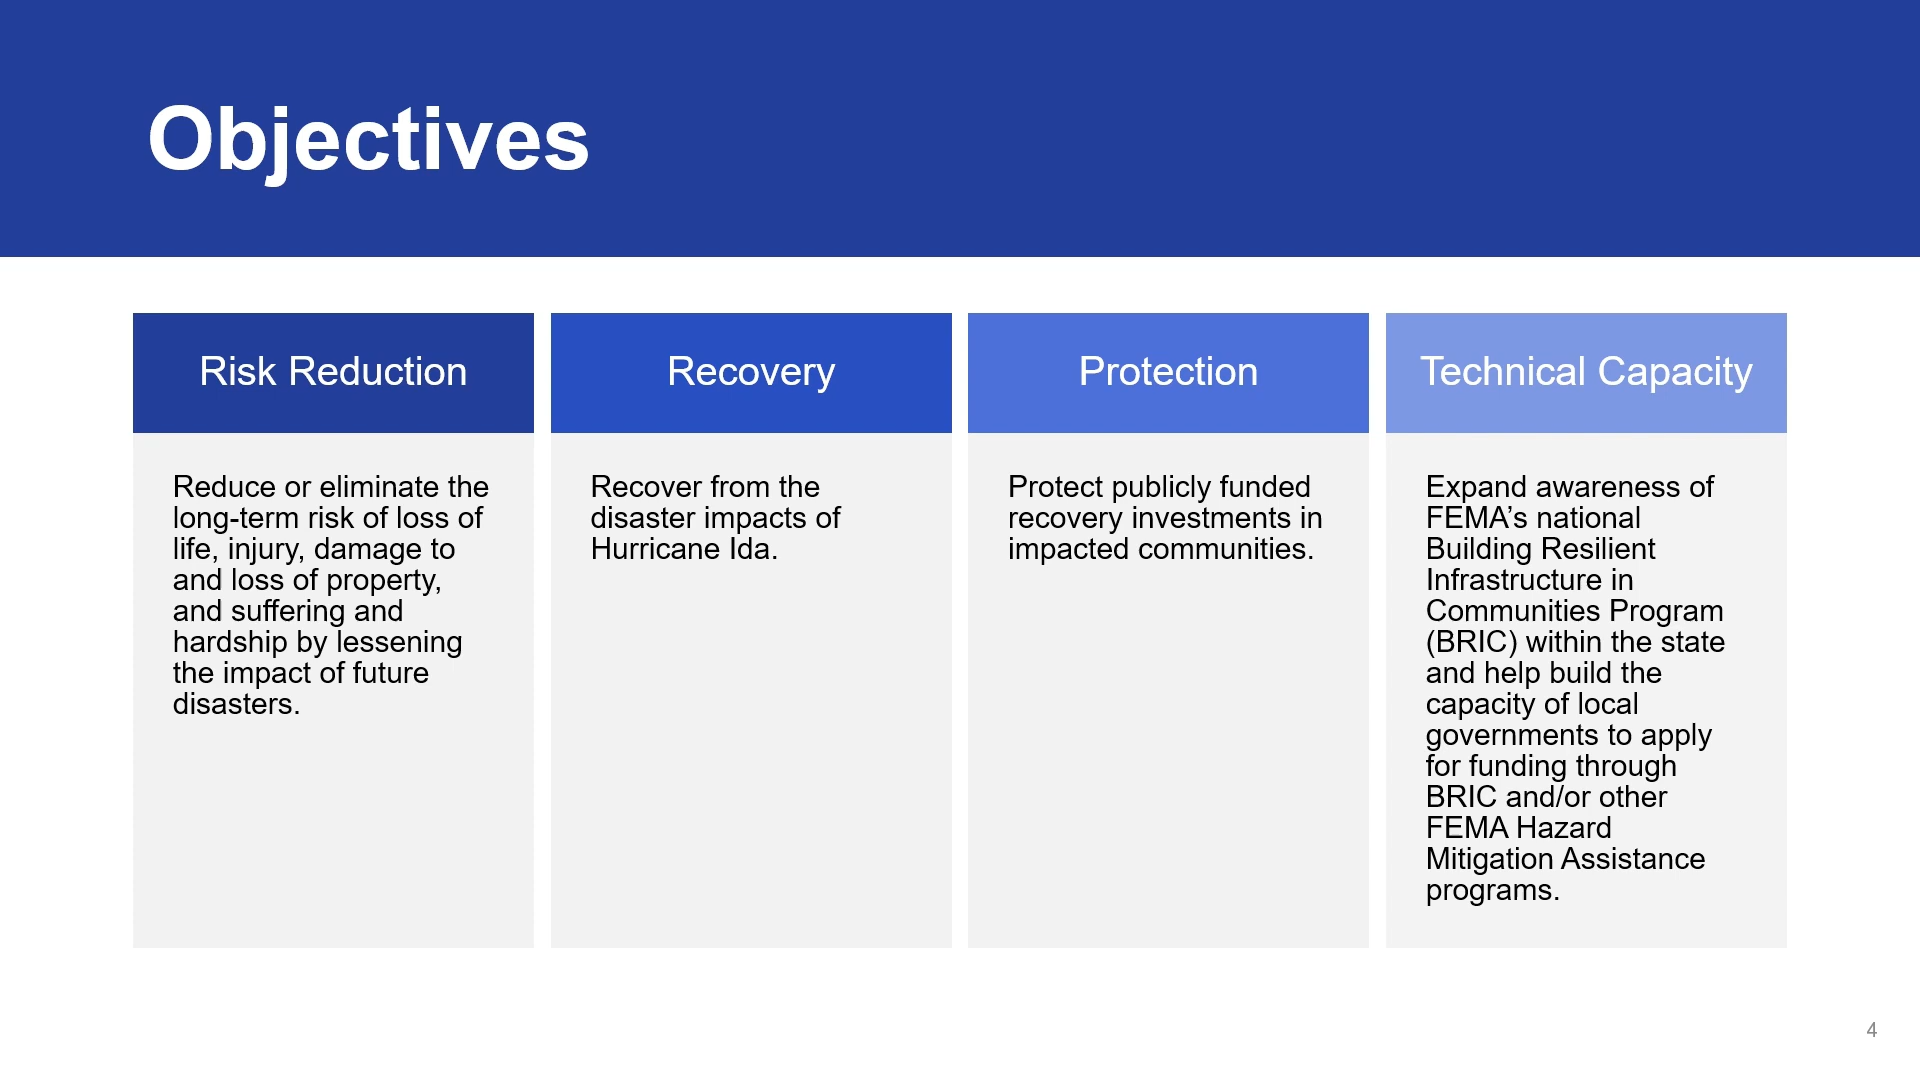 Objectives
Risk Reduction
Reduce or eliminate the
long-term risk of loss of
life, injury, damage to
and loss of property,
and suffering and
hardship by lessening
the impact of future
disasters.
Recovery
Recover from the
disaster impacts of
Hurricane Ida.
Protection
Protect publicly funded
recovery investments in
impacted communities.
Technical Capacity
Expand awareness of
FEMA’s national
Building Resilient
Infrastructure in
Communities Program
(BRIC) within the state
and help build the
capacity of local
governments to apply
for funding through
BRIC and/or other
FEMA Hazard
Mitigation Assistance
programs.
4